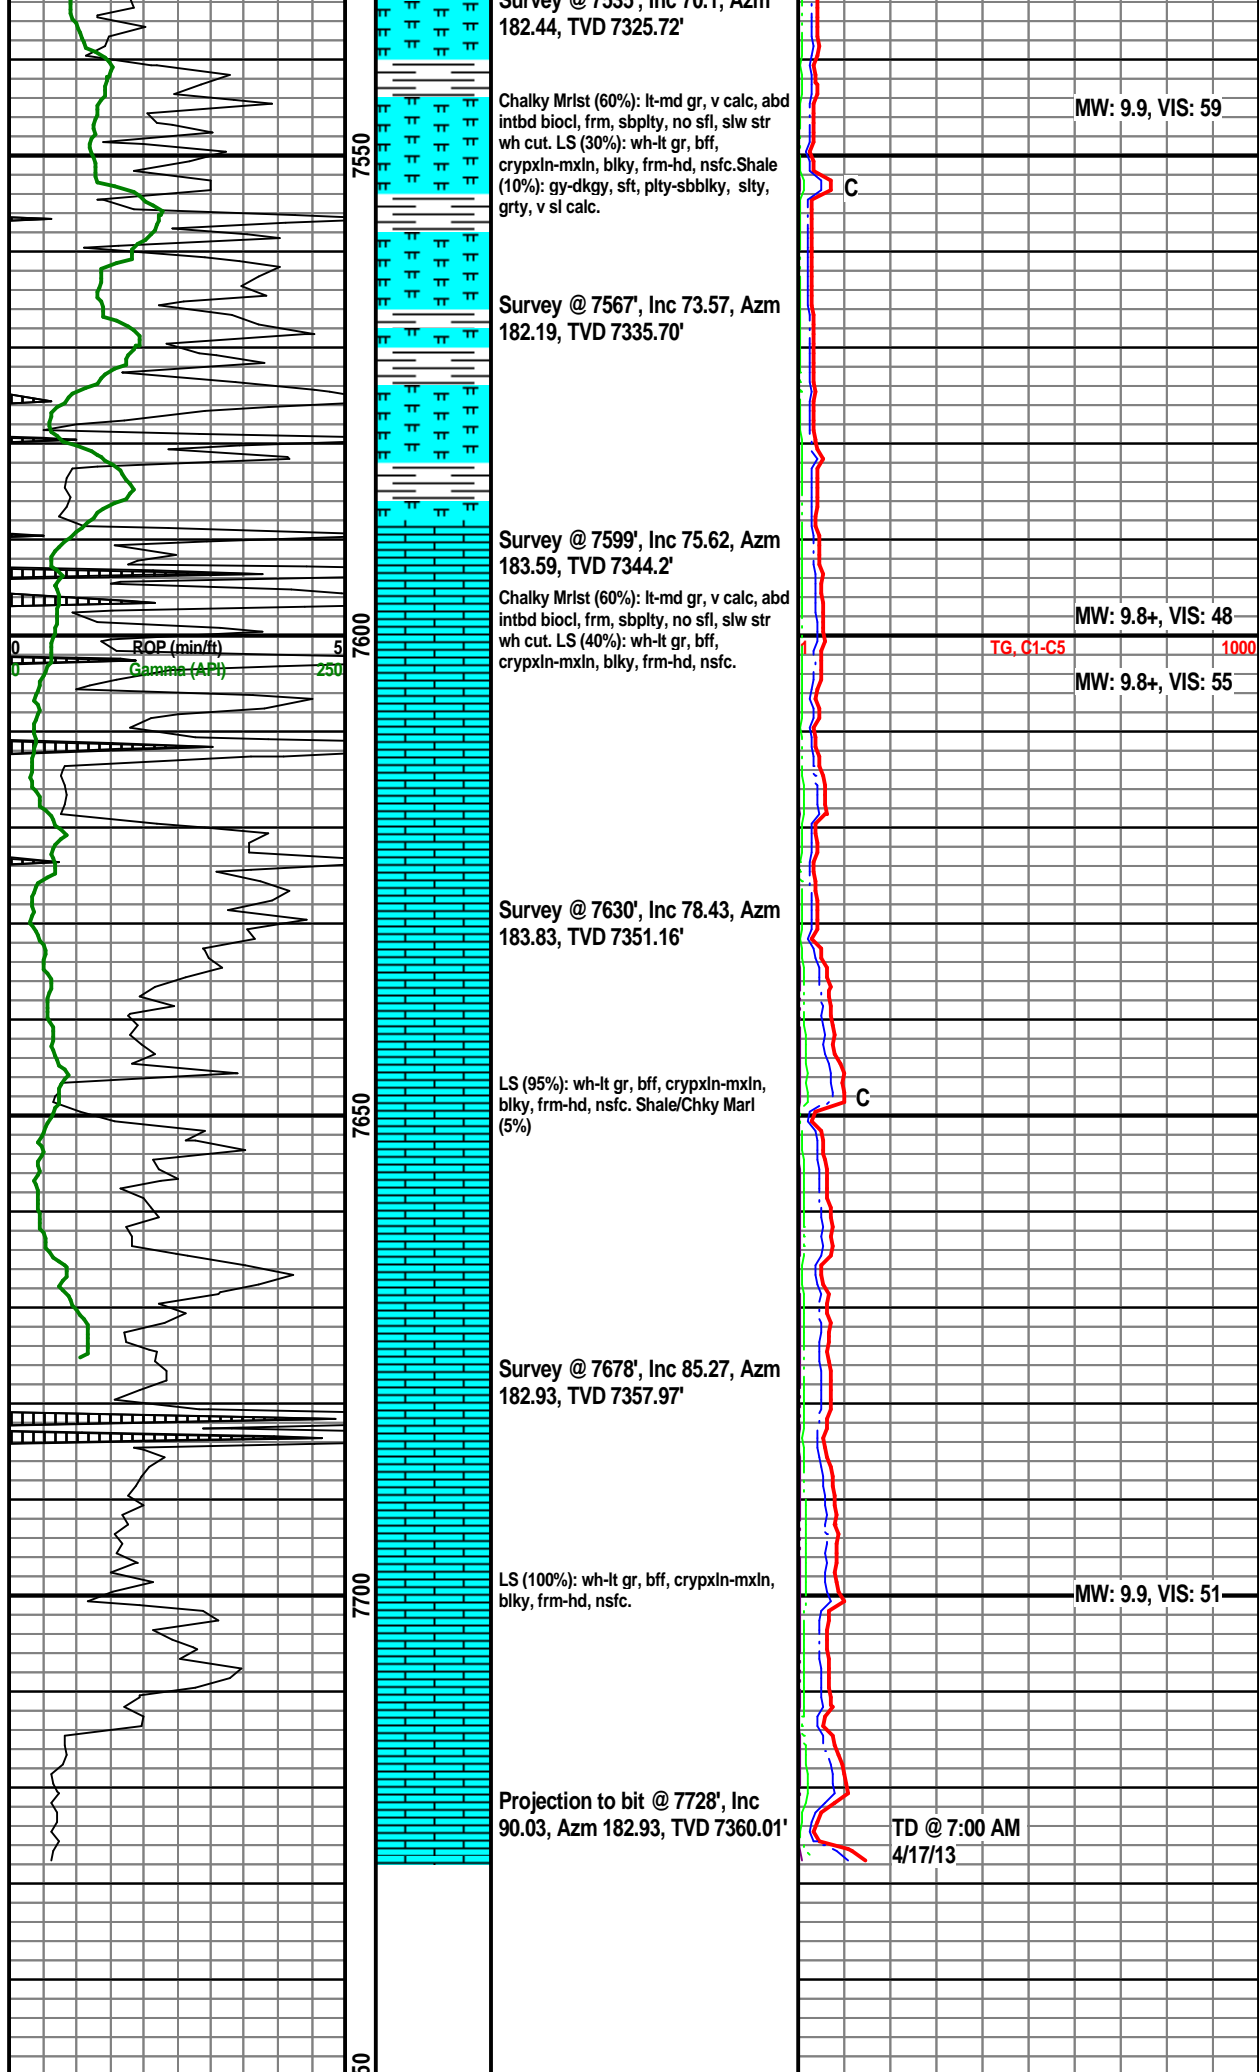 Survey @ 7535', Inc 70.1, Azm
182.44, TVD 7325.72'
Chalky Mrlst (60%): lt-md gr, v calc, abd
intbd biocl, frm, sbplty, no sfl, slw str
wh cut. LS (30%): wh-lt gr, bff,
crypxln-mxln, blky, frm-hd, nsfc.Shale
(10%): gy-dkgy, sft, plty-sbblky, slty,
grty, v sl calc.
MW: 9.9, VIS: 59
7550
C
Survey @ 7567', Inc 73.57, Azm
182.19, TVD 7335.70'
Survey @ 7599', Inc 75.62, Azm
183.59, TVD 7344.2'
Chalky Mrlst (60%): lt-md gr, v calc, abd
intbd biocl, frm, sbplty, no sfl, slw str
wh cut. LS (40%): wh-lt gr, bff,
crypxln-mxln, blky, frm-hd, nsfc.
MW: 9.8+, VIS: 48
7600
0 ROP (min/ft) 5
0 Gamma (API) 250
1 TG, C1-C5 1000
MW: 9.8+, VIS: 55
Survey @ 7630', Inc 78.43, Azm
183.83, TVD 7351.16'
LS (95%): wh-lt gr, bff, crypxln-mxln,
blky, frm-hd, nsfc. Shale/Chky Marl
(5%)
C
7650
Survey @ 7678', Inc 85.27, Azm
182.93, TVD 7357.97'
LS (100%): wh-lt gr, bff, crypxln-mxln,
blky, frm-hd, nsfc.
7700
MW: 9.9, VIS: 51
Projection to bit @ 7728', Inc
90.03, Azm 182.93, TVD 7360.01'
TD @ 7:00 AM
4/17/13